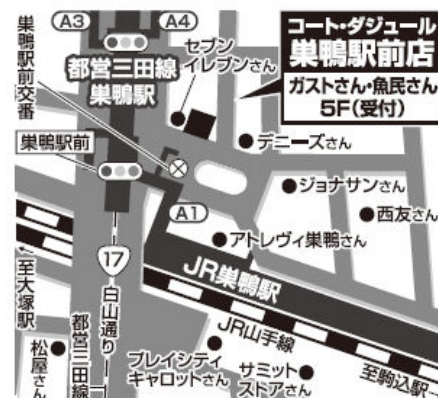 コート・ダジュール
巣鴨駅前店
ガストさん・魚民さん
5F(受付)
A3
A4
巣鴨駅前交番
セブン
イレブンさん
都営三田線
巣鴨駅
デニーズさん
巣鴨駅前
ジョナサンさん
A1
西友さん
アトレヴィ巣鴨さん
17
JR巣鴨駅
←至大塚駅
白山通り
都営三田線
JR山手線
松屋さん
プレイシティ
キャロットさん
サミット
ストアさん
至駒込駅→